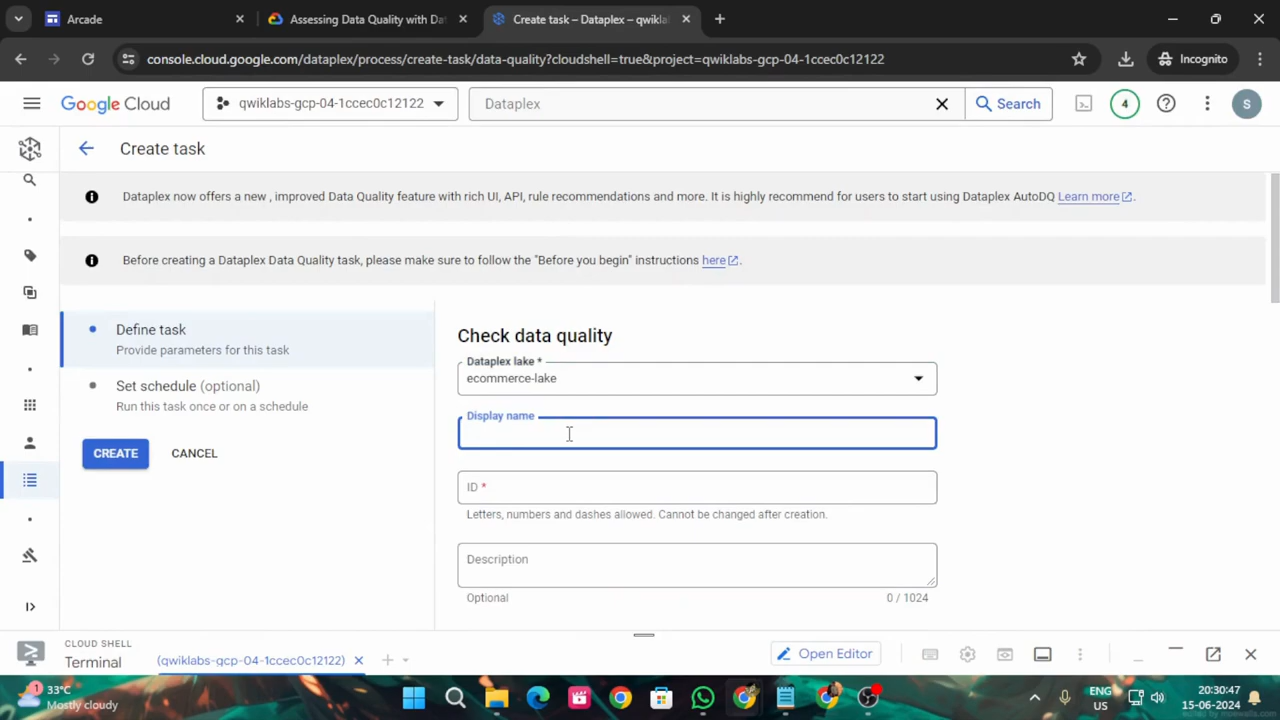 Arcade
Assessing Data Quality with Dat
Create task – Dataplex – qwikla
console.cloud.google.com/dataplex/process/create-task/data-quality?cloudshell=true&project=qwiklabs-gcp-04-1ccec0c12122
Incognito
Google Cloud
qwiklabs-gcp-04-1ccec0c12122
Dataplex
Search
4
S
Create task
Dataplex now offers a new , improved Data Quality feature with rich UI, API, rule recommendations and more. It is highly recommend for users to start using Dataplex AutoDQ Learn more.
Before creating a Dataplex Data Quality task, please make sure to follow the "Before you begin" instructions here.
Define task
Provide parameters for this task
Set schedule (optional)
Run this task once or on a schedule
CREATE
CANCEL
Check data quality
Dataplex lake *
ecommerce-lake
Display name
ID *
Letters, numbers and dashes allowed. Cannot be changed after creation.
Description
Optional
0 / 1024
CLOUD SHELL
Terminal
(qwiklabs-gcp-04-1ccec0c12122)
Open Editor
1
33°C
Mostly cloudy
ENG
US
20:30:47
15-06-2024